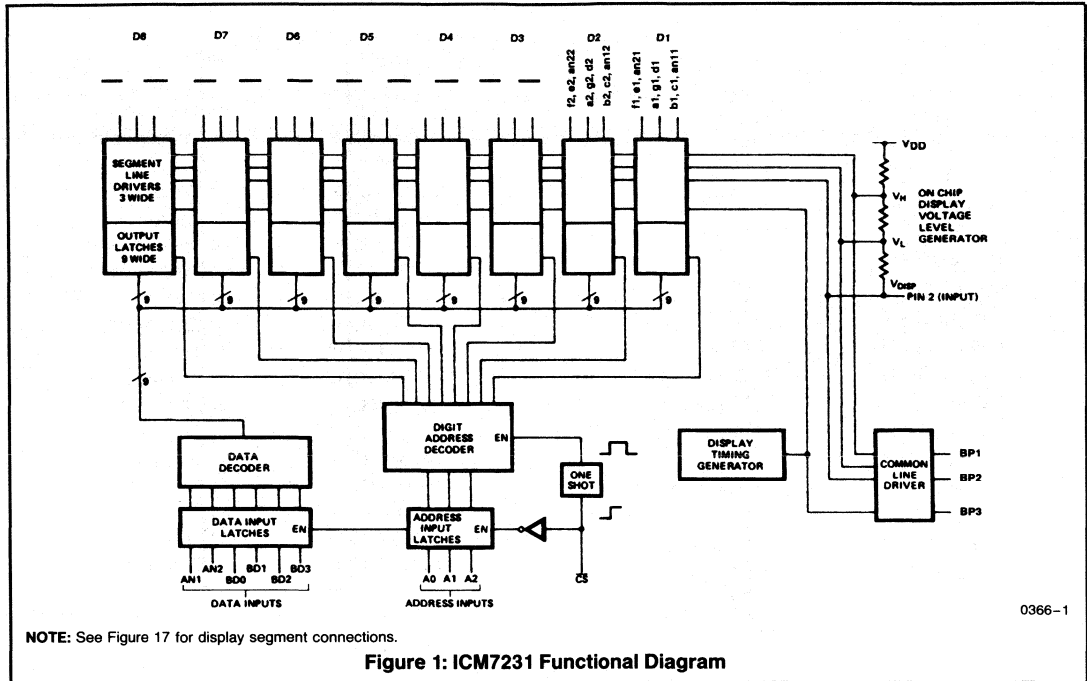 D8 D7 D6 D5 D4 D3 D2 D1
f2, e2, an22
a2, g2, d2
b2, c2, an12
f1, e1, an21
a1, g1, d1
b1, c1, an11
SEGMENT
LINE
DRIVERS
3 WIDE
OUTPUT
LATCHES
9 WIDE
VDD
VH
ON CHIP
DISPLAY
VOLTAGE
LEVEL
GENERATOR
VL
VDISP
PIN 2 (INPUT)
9 9 9 9 9 9 9 9
9
DATA
DECODER
DIGIT
ADDRESS
DECODER
EN
ONE
SHOT
DISPLAY
TIMING
GENERATOR
COMMON
LINE
DRIVER
BP1
BP2
BP3
DATA INPUT
LATCHES
EN
ADDRESS
INPUT
LATCHES
EN
AN1 AN2 BD0 BD1 BD2 BD3
DATA INPUTS
A0 A1 A2
ADDRESS INPUTS
C̅S̅
0366–1
NOTE: See Figure 17 for display segment connections.
Figure 1: ICM7231 Functional Diagram